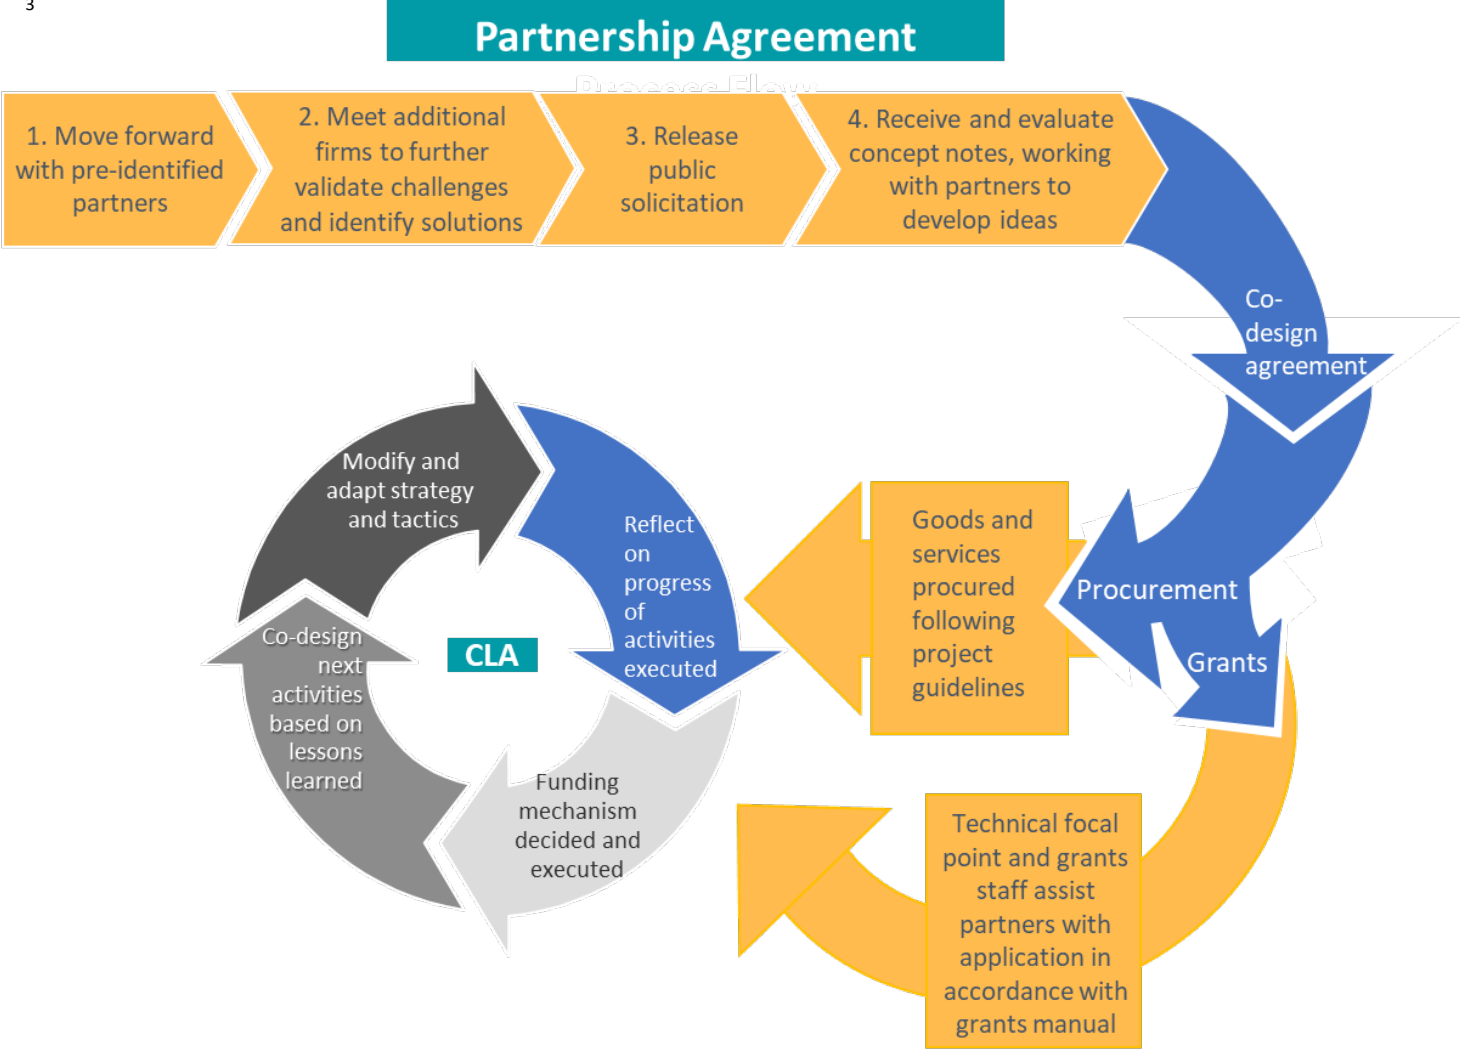 3
Partnership Agreement
Process Flow
1. Move forward
with pre-identified
partners
2. Meet additional
firms to further
validate challenges
and identify solutions
3. Release
public
solicitation
4. Receive and evaluate
concept notes, working
with partners to
develop ideas
Co-
design
agreement
Procurement
Grants
Goods and
services
procured
following
project
guidelines
Technical focal
point and grants
staff assist
partners with
application in
accordance with
grants manual
CLA
Modify and
adapt strategy
and tactics
Reflect
on
progress
of
activities
executed
Funding
mechanism
decided and
executed
Co-design
next
activities
based on
lessons
learned